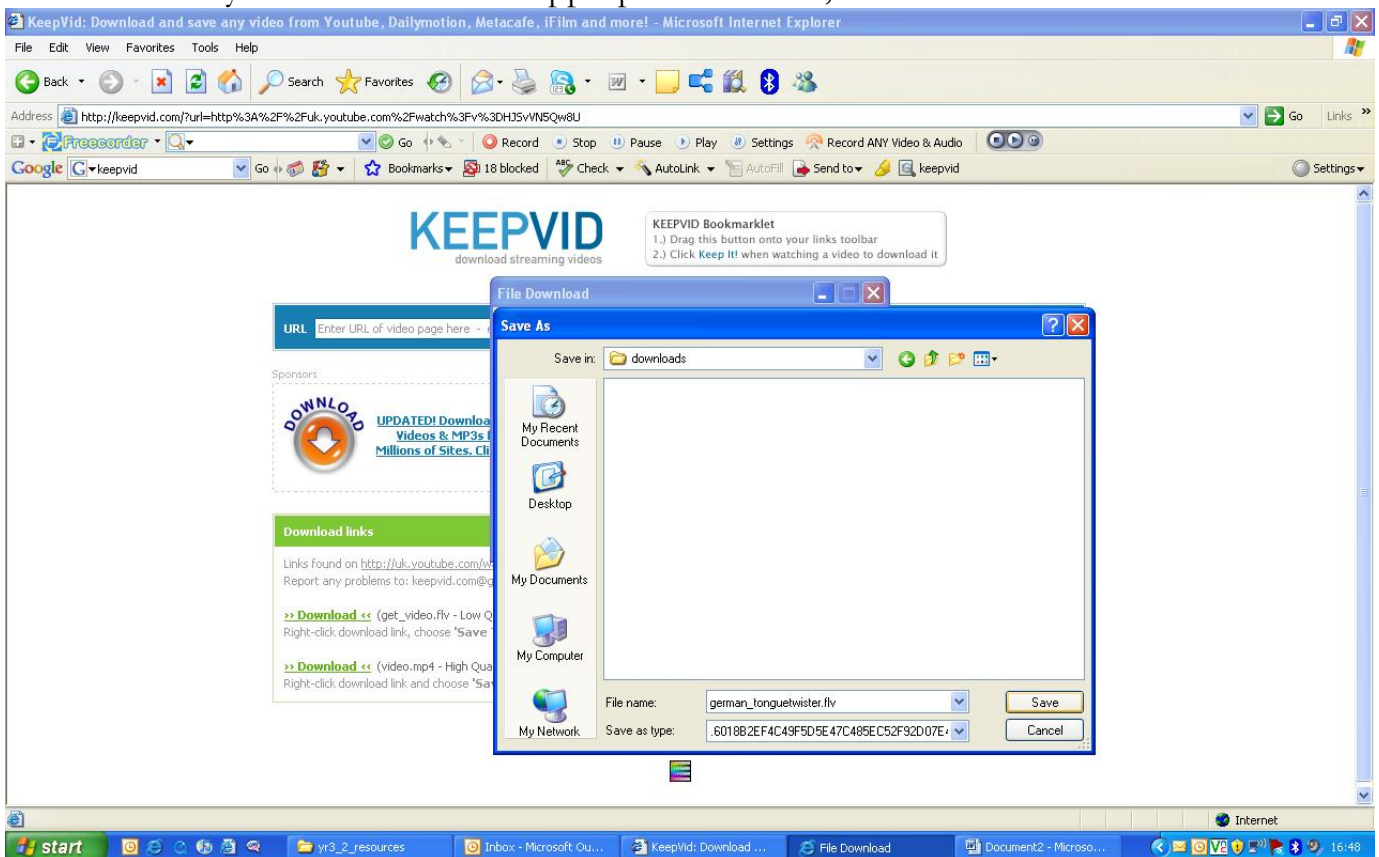 KeepVid: Download and save any video from Youtube, Dailymotion, Metacafe, iFilm and more! - Microsoft Internet Explorer
File Edit View Favorites Tools Help
Back Search Favorites
Address http://keepvid.com/?url=http%3A%2F%2Fuk.youtube.com%2Fwatch%3Fv%3DHJSvVN5Qw8U Go Links »
Freecorder Go Record Stop Pause Play Settings Record ANY Video & Audio
Google G keepvid Go Bookmarks 18 blocked ABC Check AutoLink AutoFill Send to keepvid Settings
KEEPVID
download streaming videos
KEEPVID Bookmarklet
1.) Drag this button onto your links toolbar
2.) Click Keep It! when watching a video to download it
File Download
URL Enter URL of video page here -
Save As
Save in: downloads
Sponsors
DOWNLOAD
UPDATED! Downloa
Videos & MP3s
Millions of Sites. Cli
My Recent
Documents
Desktop
My Documents
My Computer
My Network
Download links
Links found on http://uk.youtube.com/w
Report any problems to: keepvid.com@g
>> Download << (get_video.flv - Low Q
Right-click download link, choose 'Save
>> Download << (video.mp4 - High Qua
Right-click download link and choose 'Sa
File name: german_tonguetwister.flv Save
Save as type: .6018B2EF4C49F5D5E47C485EC52F92D07E Cancel
Internet
start yr3_2_resources Inbox - Microsoft Ou... KeepVid: Download ... File Download Document2 - Microso... 16:48